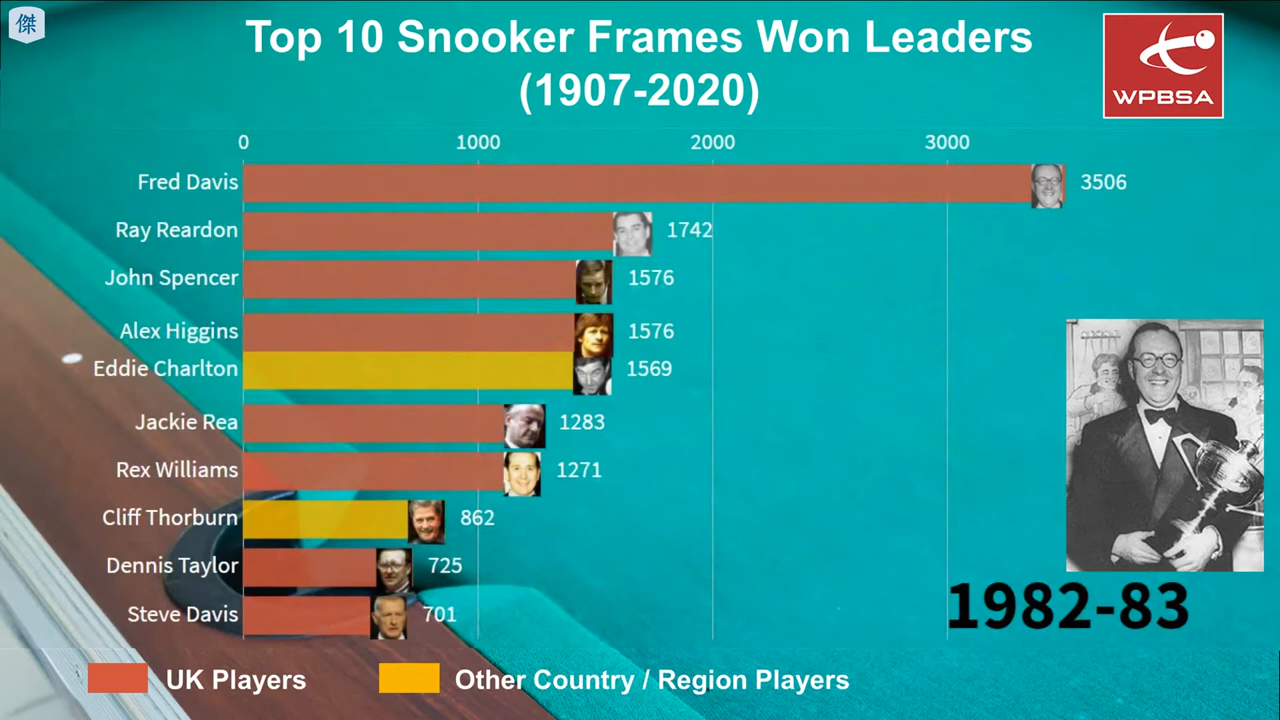 傑
Top 10 Snooker Frames Won Leaders
(1907-2020)
WPBSA
0 1000 2000 3000
Fred Davis 3506
Ray Reardon 1742
John Spencer 1576
Alex Higgins 1576
Eddie Charlton 1569
Jackie Rea 1283
Rex Williams 1271
Cliff Thorburn 862
Dennis Taylor 725
Steve Davis 701
1982-83
UK Players Other Country / Region Players